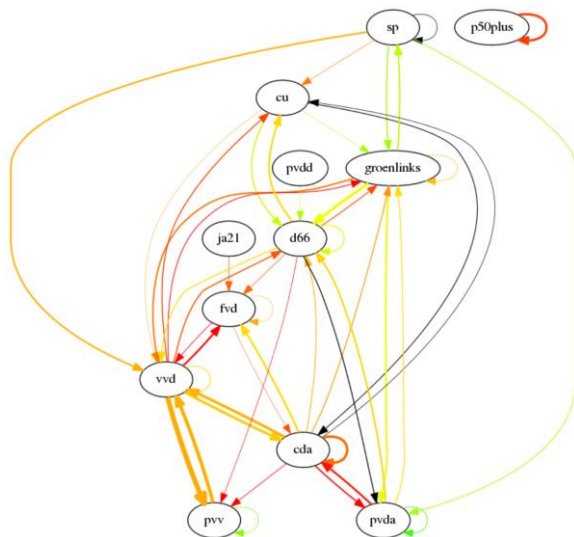 sp
p50plus
cu
pvdd
groenlinks
ja21
d66
fvd
vvd
cda
pvv
pvda